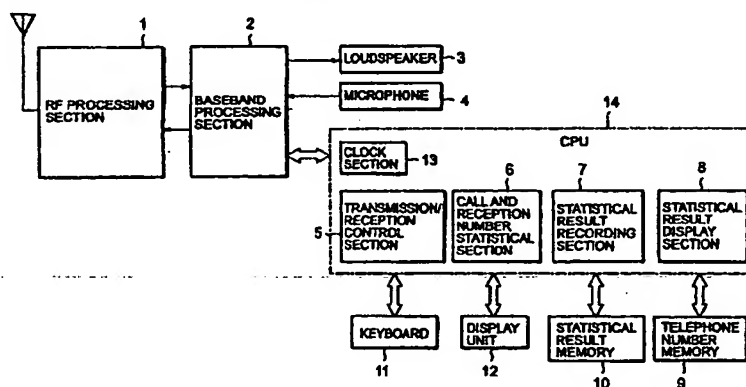 1
2
LOUDSPEAKER
3
RF PROCESSING
SECTION
BASEBAND
PROCESSING
SECTION
MICROPHONE
4
14
CPU
CLOCK
SECTION
13
6
7
8
5
TRANSMISSION/
RECEPTION
CONTROL
SECTION
CALL AND
RECEPTION
NUMBER
STATISTICAL
SECTION
STATISTICAL
RESULT
RECORDING
SECTION
STATISTICAL
RESULT
DISPLAY
SECTION
KEYBOARD
DISPLAY
UNIT
STATISTICAL
RESULT
MEMORY
TELEPHONE
NUMBER
MEMORY
11
12
10
9